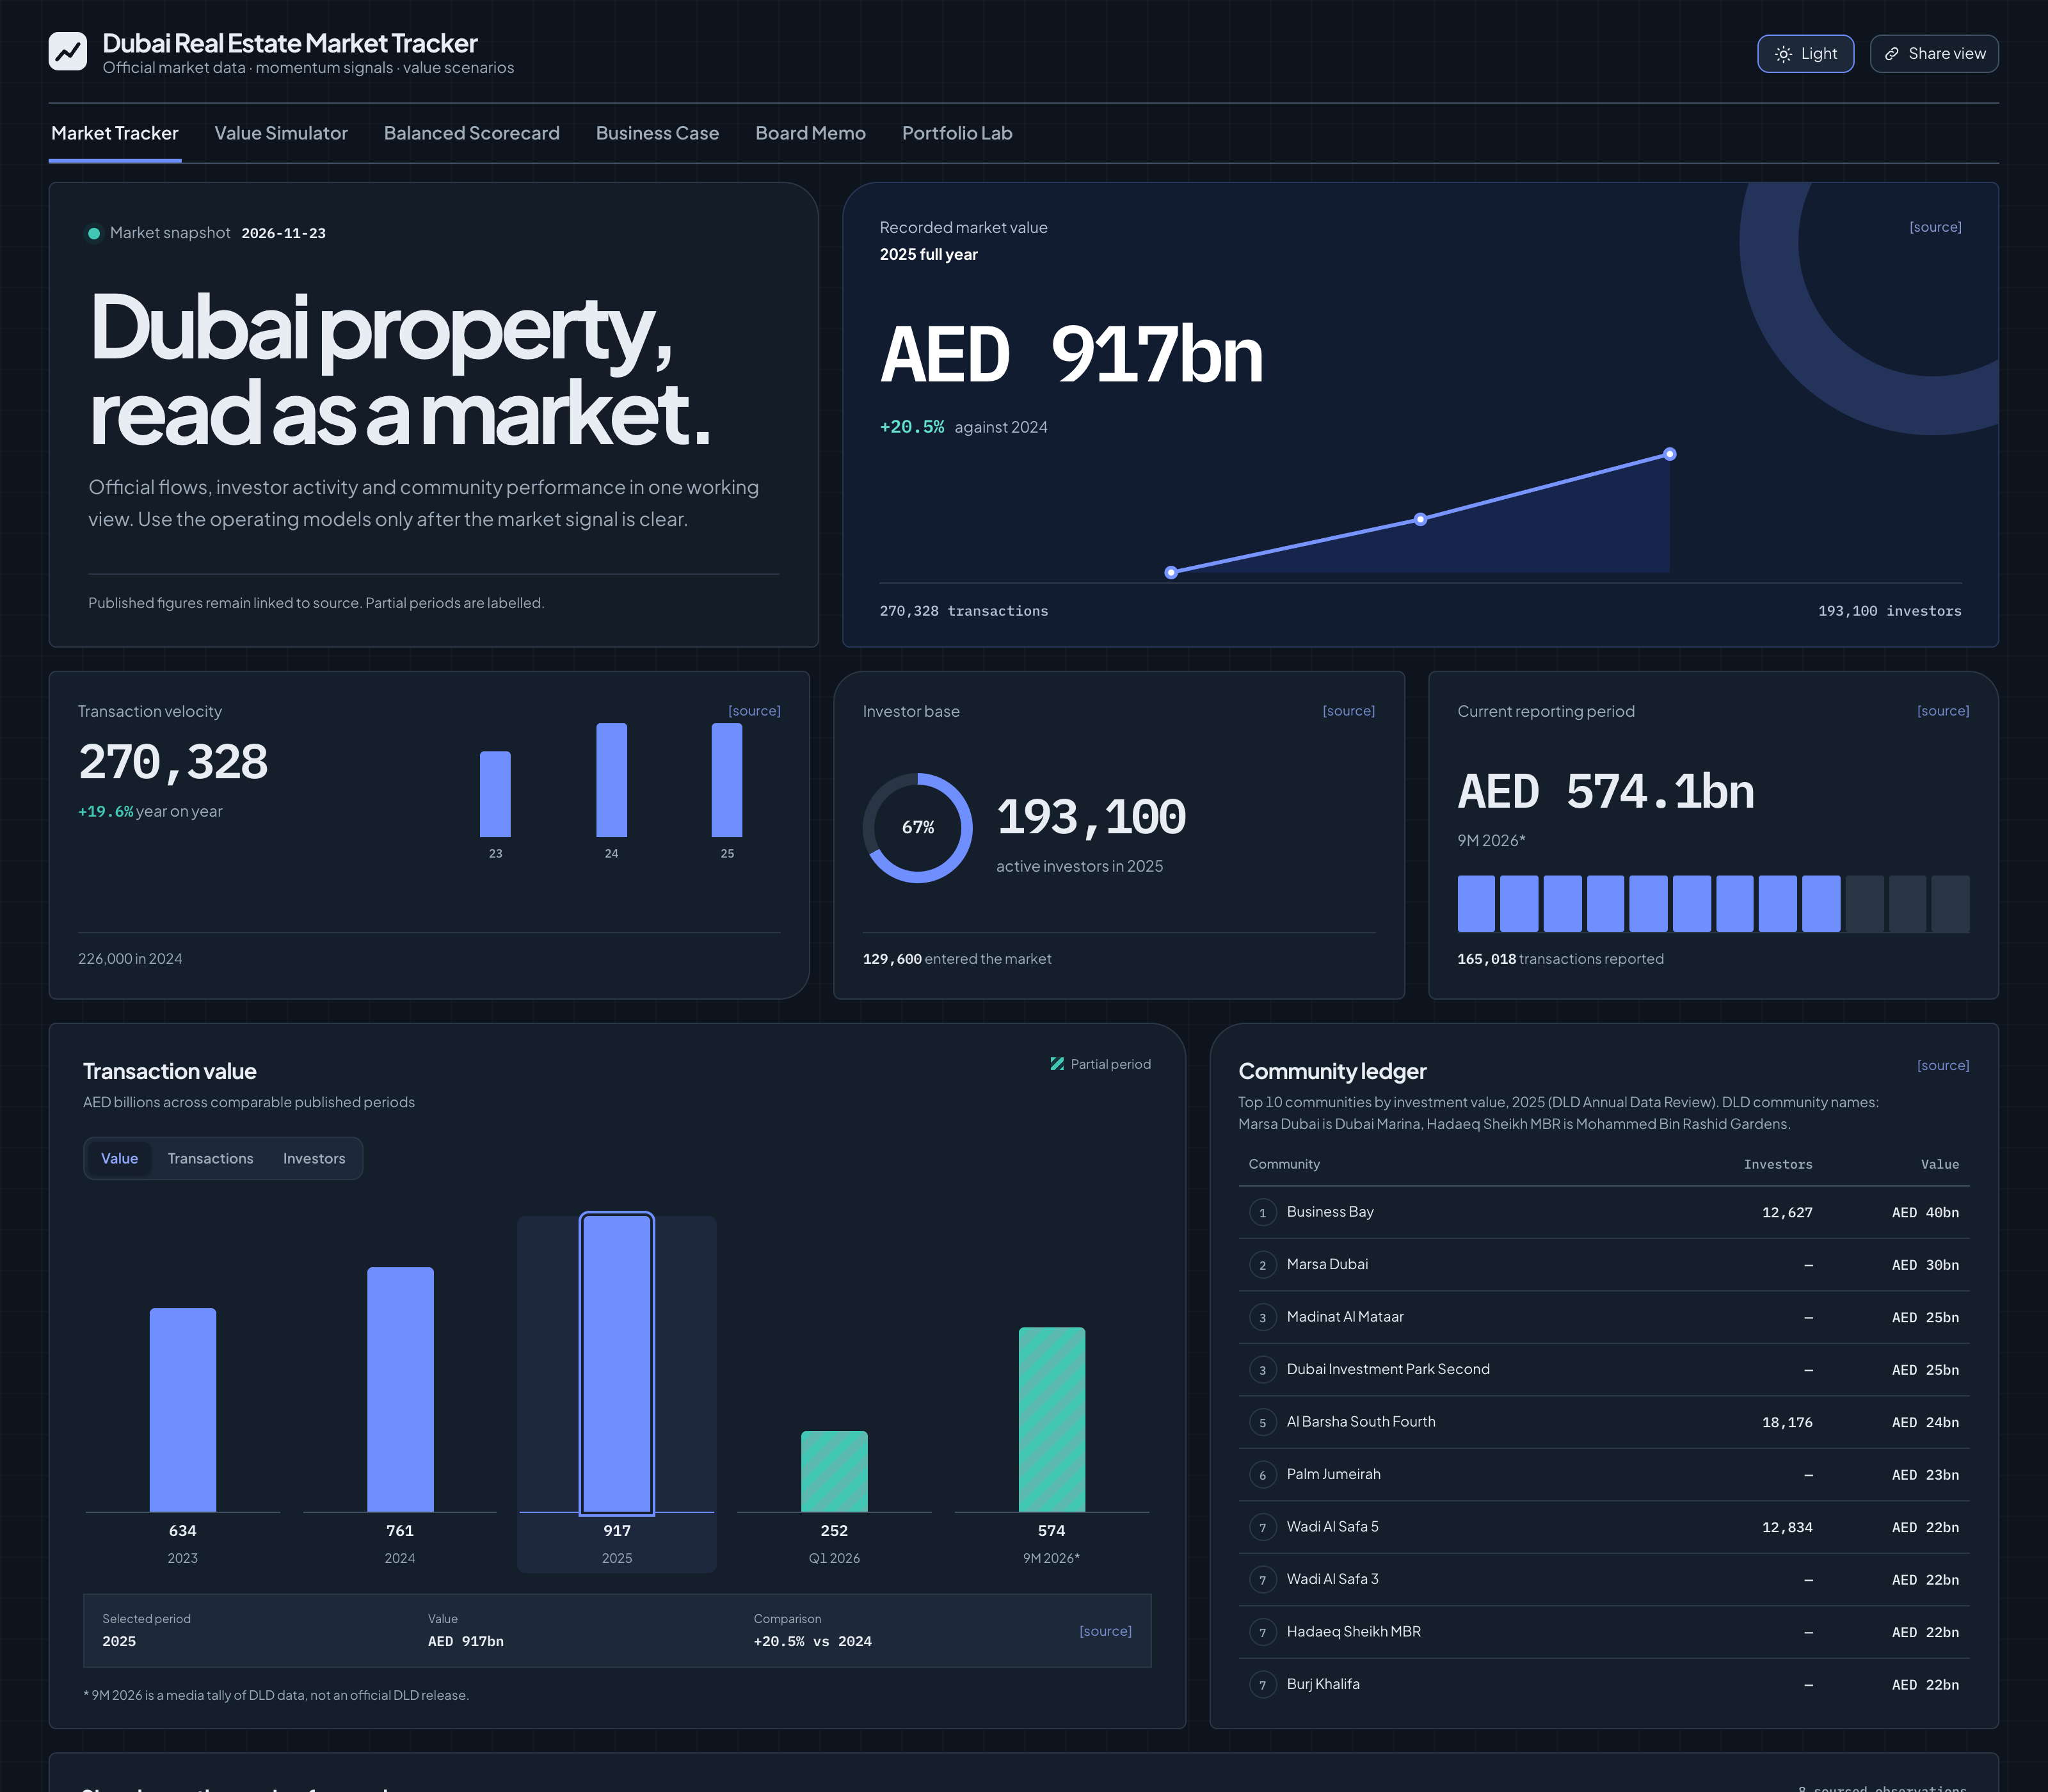 Dubai Real Estate Market Tracker
Official market data · momentum signals · value scenarios
Light
Share view
Market Tracker
Value Simulator
Balanced Scorecard
Business Case
Board Memo
Portfolio Lab
Market snapshot 2026-11-23
Dubai property,
read as a market.
Official flows, investor activity and community performance in one working
view. Use the operating models only after the market signal is clear.
Published figures remain linked to source. Partial periods are labelled.
Recorded market value
[source]
2025 full year
AED 917bn
+20.5% against 2024
270,328 transactions
193,100 investors
Transaction velocity
[source]
270,328
+19.6% year on year
23
24
25
226,000 in 2024
Investor base
[source]
67%
193,100
active investors in 2025
129,600 entered the market
Current reporting period
[source]
AED 574.1bn
9M 2026*
165,018 transactions reported
Transaction value
Partial period
AED billions across comparable published periods
Value
Transactions
Investors
634
761
917
252
574
2023
2024
2025
Q1 2026
9M 2026*
Selected period
Value
Comparison
2025
AED 917bn
+20.5% vs 2024
[source]
* 9M 2026 is a media tally of DLD data, not an official DLD release.
Community ledger
[source]
Top 10 communities by investment value, 2025 (DLD Annual Data Review). DLD community names:
Marsa Dubai is Dubai Marina, Hadaeq Sheikh MBR is Mohammed Bin Rashid Gardens.
Community Investors Value
1 Business Bay 12,627 AED 40bn
2 Marsa Dubai — AED 30bn
3 Madinat Al Mataar — AED 25bn
3 Dubai Investment Park Second — AED 25bn
5 Al Barsha South Fourth 18,176 AED 24bn
6 Palm Jumeirah — AED 23bn
7 Wadi Al Safa 5 12,834 AED 22bn
7 Wadi Al Safa 3 — AED 22bn
7 Hadaeq Sheikh MBR — AED 22bn
7 Burj Khalifa — AED 22bn
8 sourced observations